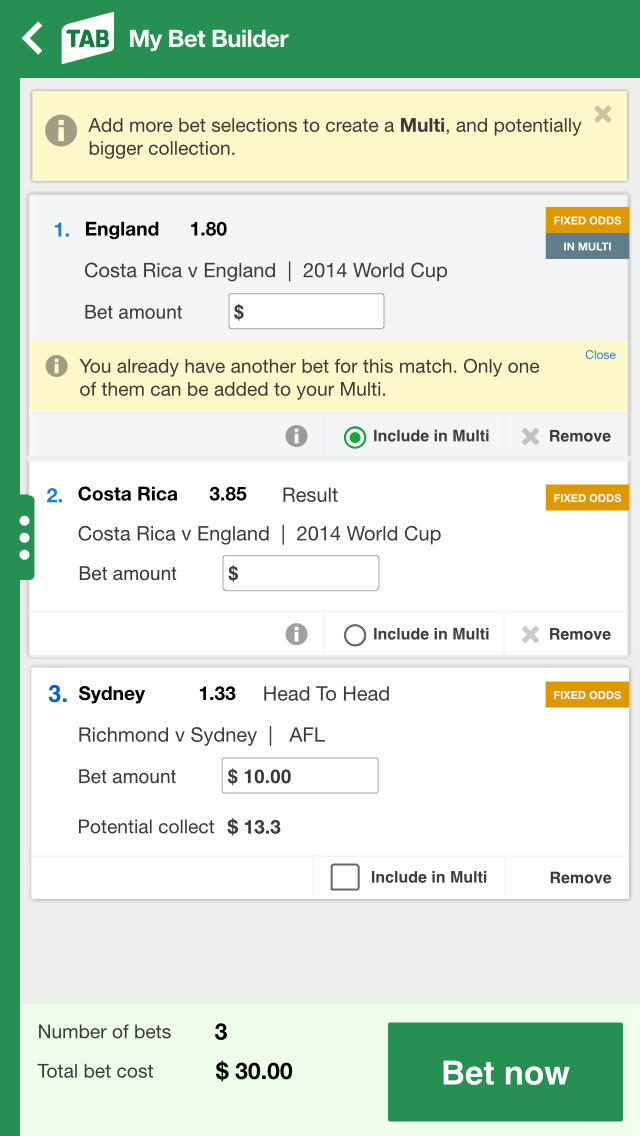 TAB My Bet Builder
Add more bet selections to create a Multi, and potentially
bigger collection.
1. England 1.80
FIXED ODDS
IN MULTI
Costa Rica v England | 2014 World Cup
Bet amount $
You already have another bet for this match. Only one
of them can be added to your Multi.
Close
Include in Multi Remove
2. Costa Rica 3.85 Result
FIXED ODDS
Costa Rica v England | 2014 World Cup
Bet amount $
Include in Multi Remove
3. Sydney 1.33 Head To Head
FIXED ODDS
Richmond v Sydney | AFL
Bet amount $ 10.00
Potential collect $ 13.3
Include in Multi Remove
Number of bets 3
Total bet cost $ 30.00
Bet now